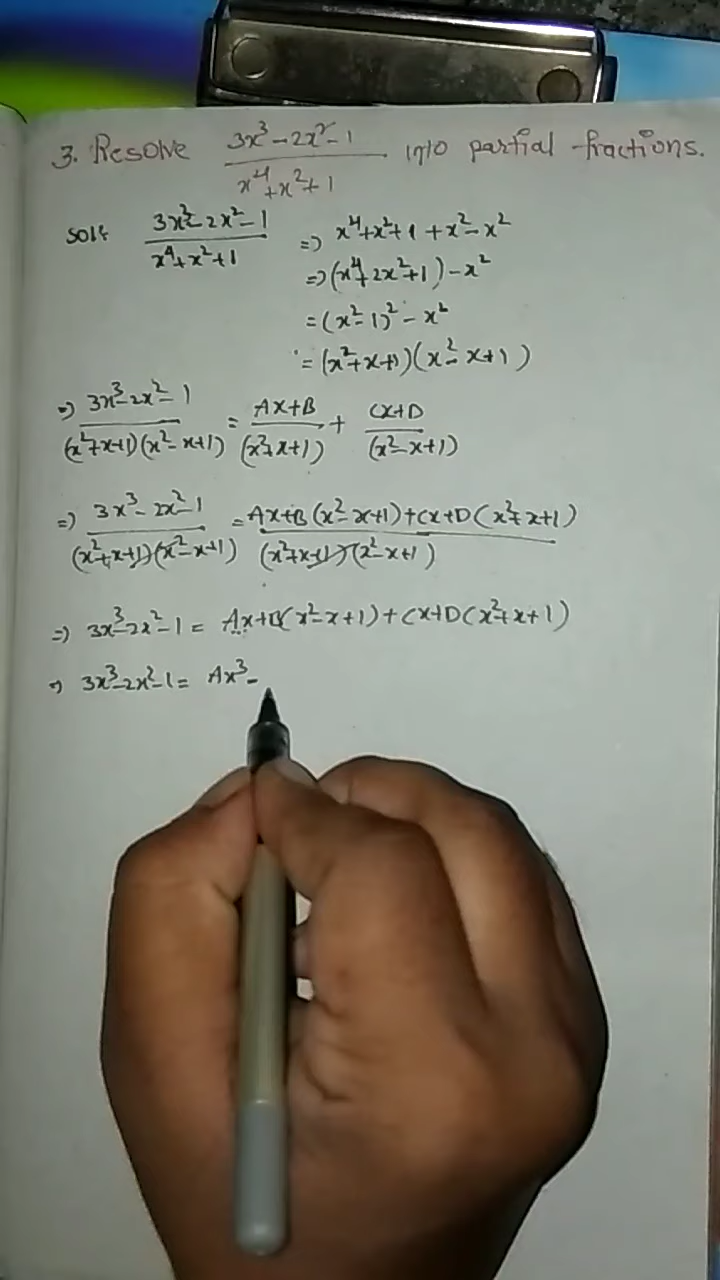 3. Resolve (3x³-2x²-1)/(x⁴+x²+1) into partial fractions.
Sol: (3x³-2x²-1)/(x⁴+x²+1) => x⁴+x²+1+x²-x²
=> (x⁴+2x²+1)-x²
= (x²-1)²-x²
= (x²+x+1)(x²-x+1)
=> (3x³-2x²-1)/((x²+x+1)(x²-x+1)) = (Ax+B)/(x²+x+1) + (Cx+D)/(x²-x+1)
=> (3x³-2x²-1)/((x²+x+1)(x²-x+1)) = (Ax+B(x²-x+1)+Cx+D(x²+x+1))/((x²+x+1)(x²-x+1))
=> 3x³-2x²-1 = Ax+B(x²-x+1)+Cx+D(x²+x+1)
=> 3x³-2x²-1 = Ax³-